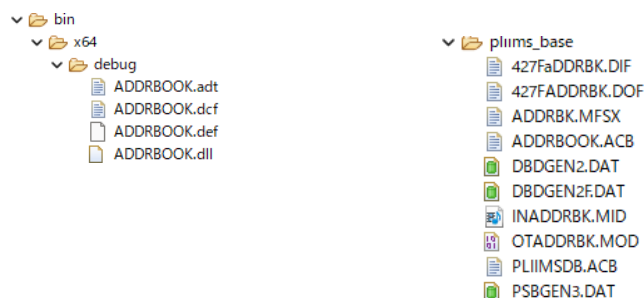 bin
x64
debug
ADDRBOOK.adt
ADDRBOOK.dcf
ADDRBOOK.def
ADDRBOOK.dll
pliims_base
427FaDDRBK.DIF
427FADDRBK.DOF
ADDRBK.MFSX
ADDRBOOK.ACB
DBDGEN2.DAT
DBDGEN2F.DAT
INADDRBK.MID
OTADDRBK.MOD
PLIIMSDB.ACB
PSBGEN3.DAT